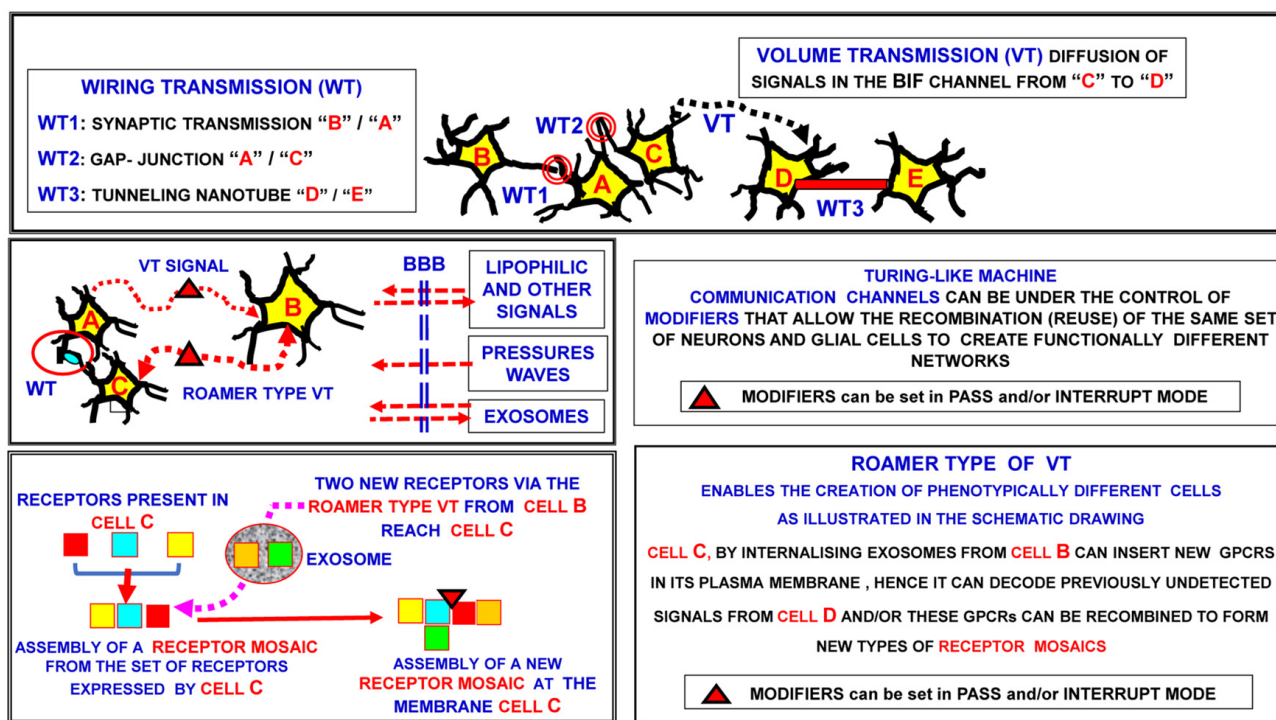 WIRING TRANSMISSION (WT)
WT1: SYNAPTIC TRANSMISSION “B” / “A”
WT2: GAP- JUNCTION “A” / “C”
WT3: TUNNELING NANOTUBE “D” / “E”
B
WT1
WT2
A
C
VT
D
WT3
E
VOLUME TRANSMISSION (VT) DIFFUSION OF
SIGNALS IN THE BIF CHANNEL FROM “C” TO “D”
VT SIGNAL
A
B
WT
C
ROAMER TYPE VT
BBB
LIPOPHILIC
AND OTHER
SIGNALS
PRESSURES
WAVES
EXOSOMES
TURING-LIKE MACHINE
COMMUNICATION CHANNELS CAN BE UNDER THE CONTROL OF
MODIFIERS THAT ALLOW THE RECOMBINATION (REUSE) OF THE SAME SET
OF NEURONS AND GLIAL CELLS TO CREATE FUNCTIONALLY DIFFERENT
NETWORKS
MODIFIERS can be set in PASS and/or INTERRUPT MODE
RECEPTORS PRESENT IN
CELL C
TWO NEW RECEPTORS VIA THE
ROAMER TYPE VT FROM CELL B
REACH CELL C
EXOSOME
ASSEMBLY OF A RECEPTOR MOSAIC
FROM THE SET OF RECEPTORS
EXPRESSED BY CELL C
ASSEMBLY OF A NEW
RECEPTOR MOSAIC AT THE
MEMBRANE CELL C
ROAMER TYPE OF VT
ENABLES THE CREATION OF PHENOTYPICALLY DIFFERENT CELLS
AS ILLUSTRATED IN THE SCHEMATIC DRAWING
CELL C, BY INTERNALISING EXOSOMES FROM CELL B CAN INSERT NEW GPCRS
IN ITS PLASMA MEMBRANE , HENCE IT CAN DECODE PREVIOUSLY UNDETECTED
SIGNALS FROM CELL D AND/OR THESE GPCRs CAN BE RECOMBINED TO FORM
NEW TYPES OF RECEPTOR MOSAICS
MODIFIERS can be set in PASS and/or INTERRUPT MODE